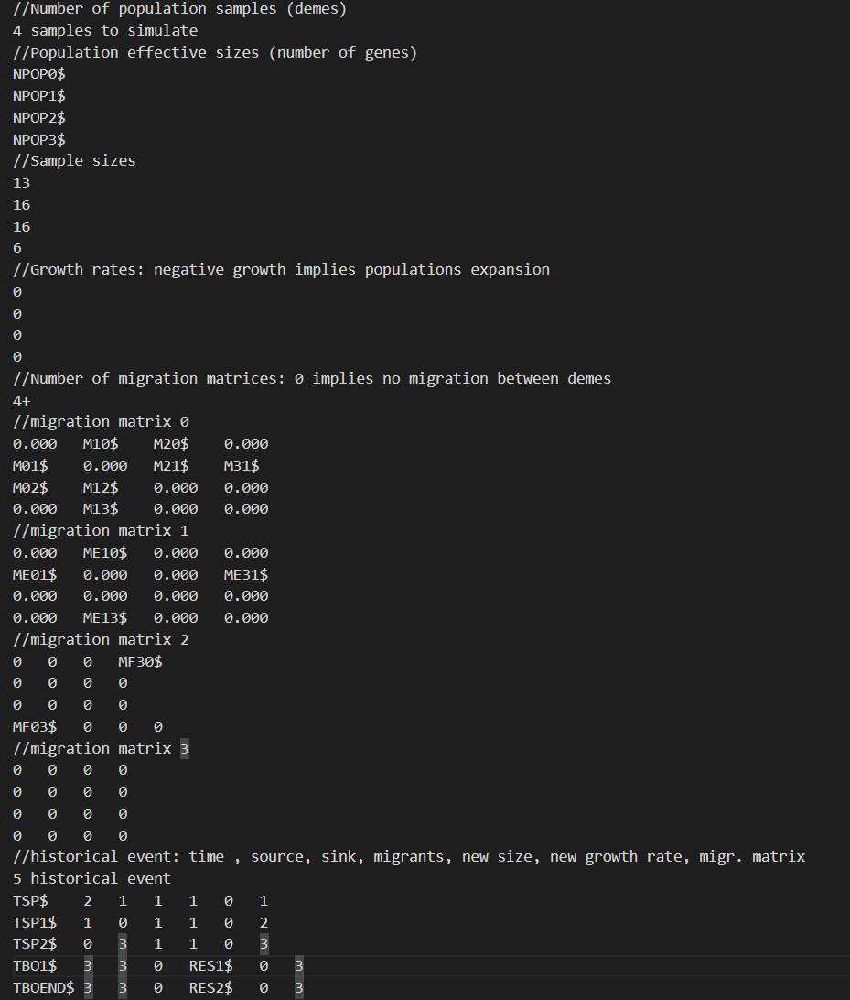 //Number of population samples (demes)
4 samples to simulate
//Population effective sizes (number of genes)
NPOP0$
NPOP1$
NPOP2$
NPOP3$
//Sample sizes
13
16
16
6
//Growth rates: negative growth implies populations expansion
0
0
0
0
//Number of migration matrices: 0 implies no migration between demes
4+
//migration matrix 0
0.000 M10$ M20$ 0.000
M01$ 0.000 M21$ M31$
M02$ M12$ 0.000 0.000
0.000 M13$ 0.000 0.000
//migration matrix 1
0.000 ME10$ 0.000 0.000
ME01$ 0.000 0.000 ME31$
0.000 0.000 0.000 0.000
0.000 ME13$ 0.000 0.000
//migration matrix 2
0 0 0 MF30$
0 0 0 0
0 0 0 0
MF03$ 0 0 0
//migration matrix 3
0 0 0 0
0 0 0 0
0 0 0 0
0 0 0 0
//historical event: time , source, sink, migrants, new size, new growth rate, migr. matrix
5 historical event
TSP$ 2 1 1 1 0 1
TSP1$ 1 0 1 1 0 2
TSP2$ 0 3 1 1 0 3
TBO1$ 3 3 0 RES1$ 0 3
TBOEND$ 3 3 0 RES2$ 0 3